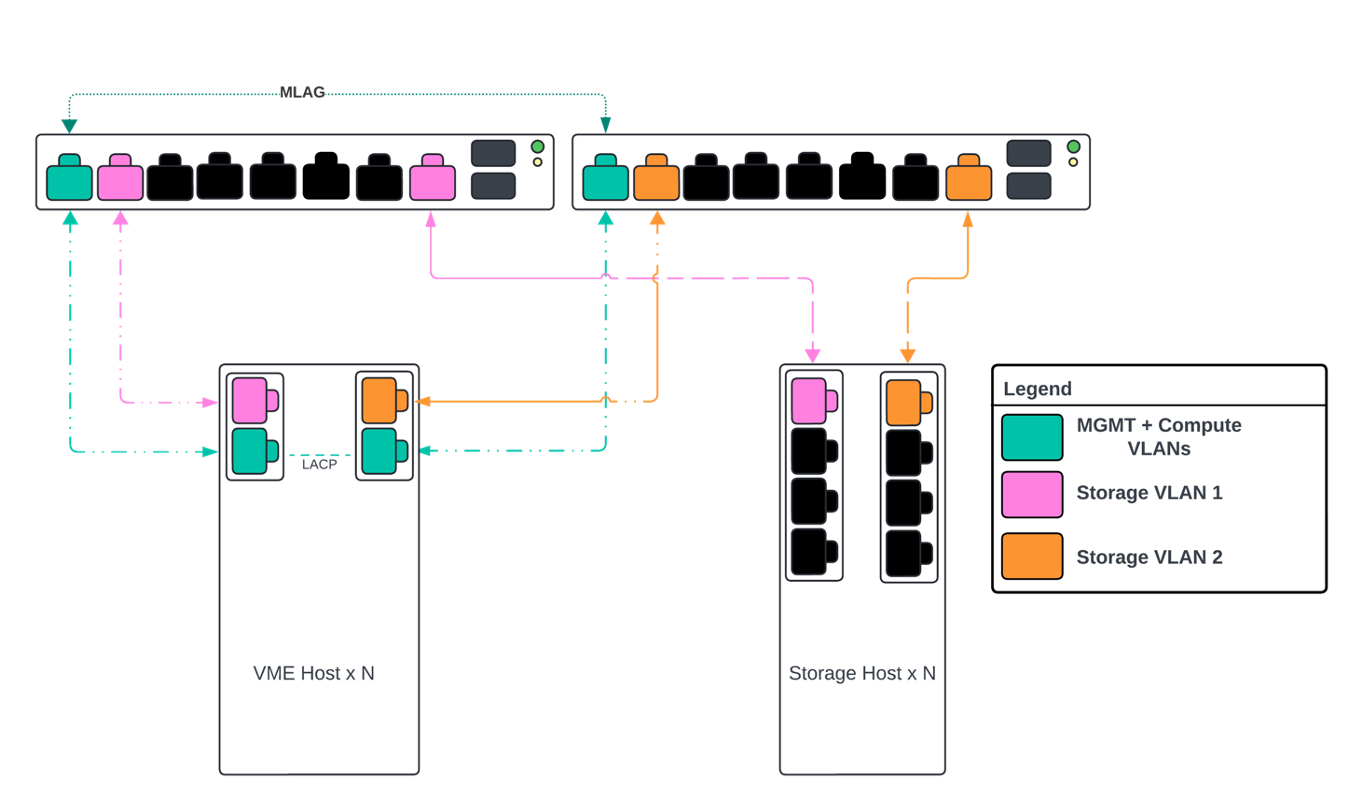 MLAG
LACP
VME Host x N
Storage Host x N
Legend
MGMT + Compute
VLANs
Storage VLAN 1
Storage VLAN 2